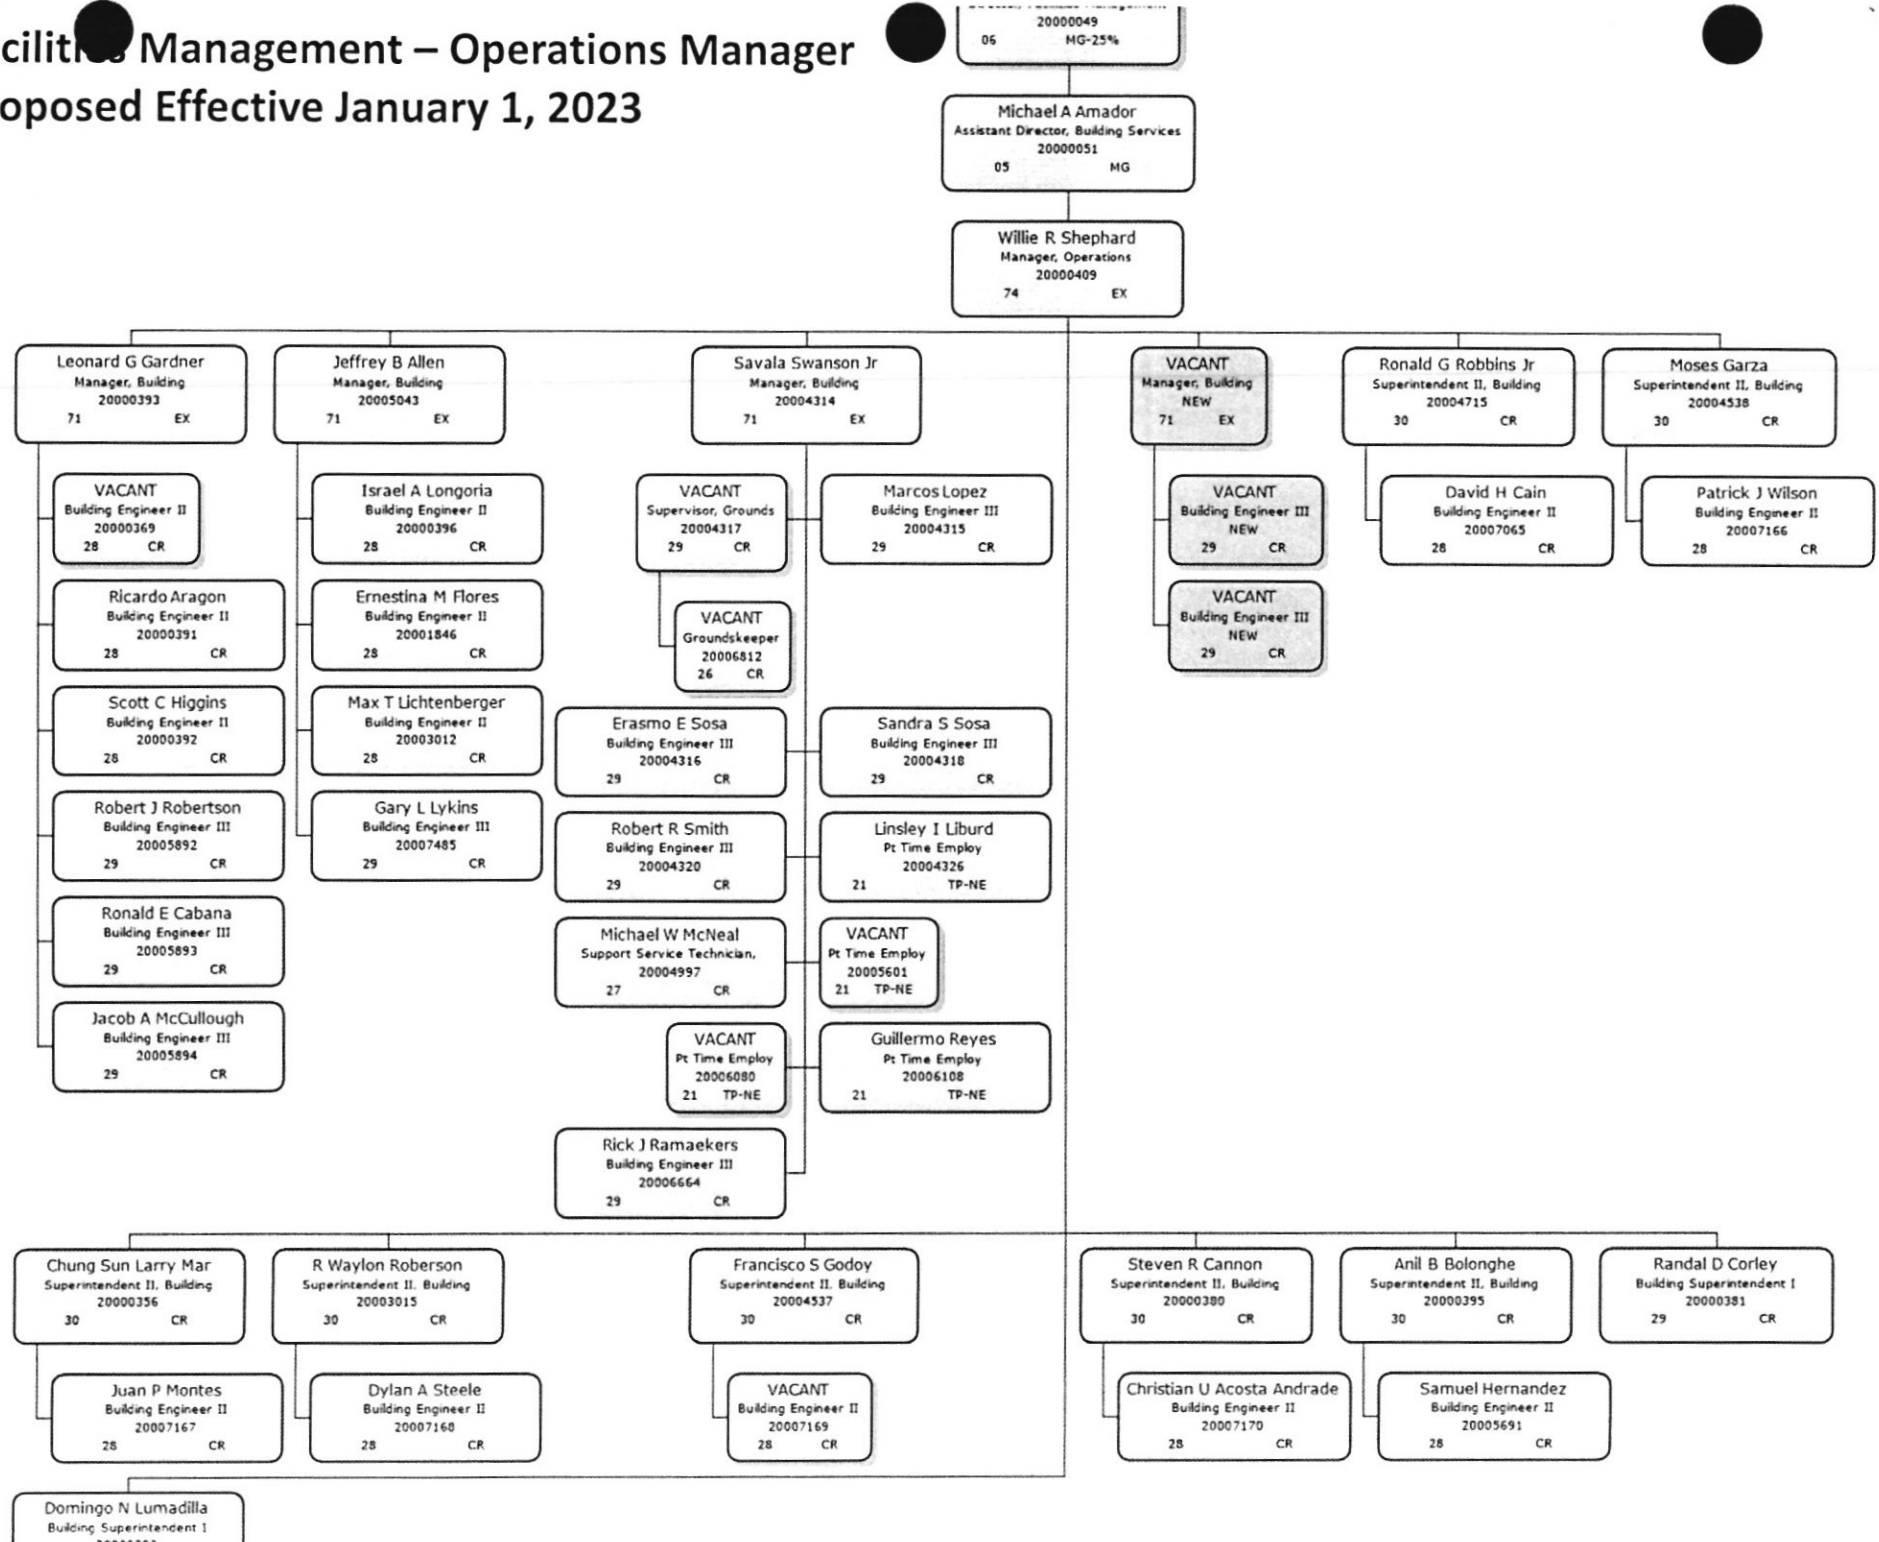 Management – Operations Manager
oposed Effective January 1, 2023
20000049
06 MG-25%
Michael A Amador
Assistant Director, Building Services
20000051
05 MG
Willie R Shephard
Manager, Operations
20000409
74 EX
Leonard G Gardner
Manager, Building
20000393
71 EX
Jeffrey B Allen
Manager, Building
20005043
71 EX
Savala Swanson Jr
Manager, Building
20004314
71 EX
VACANT
Manager, Building
NEW
71 EX
Ronald G Robbins Jr
Superintendent II, Building
20004715
30 CR
Moses Garza
Superintendent II, Building
20004538
30 CR
VACANT
Building Engineer II
20000369
28 CR
Ricardo Aragon
Building Engineer II
20000391
28 CR
Scott C Higgins
Building Engineer II
20000392
28 CR
Robert J Robertson
Building Engineer III
20005892
29 CR
Ronald E Cabana
Building Engineer III
20005893
29 CR
Jacob A McCullough
Building Engineer III
20005894
29 CR
Israel A Longoria
Building Engineer II
20000396
28 CR
Ernestina M Flores
Building Engineer II
20001846
28 CR
Max T Lichtenberger
Building Engineer II
20003012
28 CR
Gary L Lykins
Building Engineer III
20007485
29 CR
VACANT
Supervisor, Grounds
20004317
29 CR
Marcos Lopez
Building Engineer III
20004315
29 CR
VACANT
Groundskeeper
20006812
26 CR
Erasmo E Sosa
Building Engineer III
20004316
29 CR
Sandra S Sosa
Building Engineer III
20004318
29 CR
Robert R Smith
Building Engineer III
20004320
29 CR
Linsley I Liburd
Pt Time Employ
20004326
21 TP-NE
Michael W McNeal
Support Service Technician,
20004997
27 CR
VACANT
Pt Time Employ
20005601
21 TP-NE
VACANT
Pt Time Employ
20006080
21 TP-NE
Guillermo Reyes
Pt Time Employ
20006108
21 TP-NE
Rick J Ramaekers
Building Engineer III
20006664
29 CR
VACANT
Building Engineer III
NEW
29 CR
VACANT
Building Engineer III
NEW
29 CR
David H Cain
Building Engineer II
20007065
28 CR
Patrick J Wilson
Building Engineer II
20007166
28 CR
Chung Sun Larry Mar
Superintendent II, Building
20000356
30 CR
R Waylon Roberson
Superintendent II, Building
20003015
30 CR
Francisco S Godoy
Superintendent II, Building
20004537
30 CR
Steven R Cannon
Superintendent II, Building
20000380
30 CR
Anil B Bolonghe
Superintendent II, Building
20000395
30 CR
Randal D Corley
Building Superintendent I
20000381
29 CR
Juan P Montes
Building Engineer II
20007167
28 CR
Dylan A Steele
Building Engineer II
20007168
28 CR
VACANT
Building Engineer II
20007169
28 CR
Christian U Acosta Andrade
Building Engineer II
20007170
28 CR
Samuel Hernandez
Building Engineer II
20005691
28 CR
Domingo N Lumadilla
Building Superintendent I